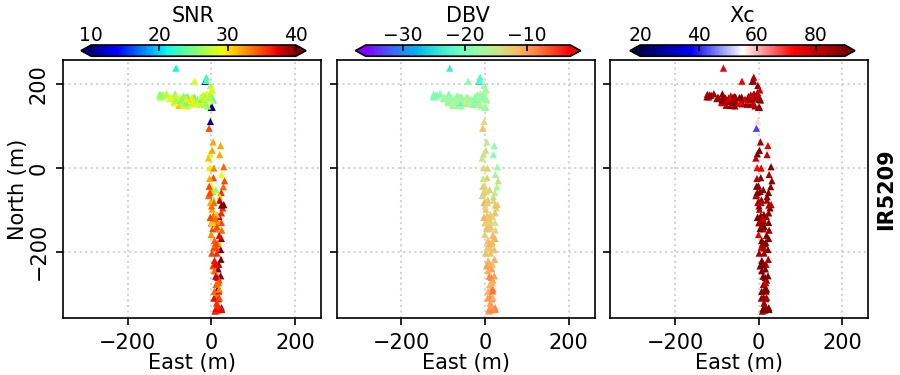 SNR DBV Xc
10 20 30 40 −30 −20 −10 20 40 60 80
200
0
−200
North (m)
IR5209
−200 0 200 −200 0 200 −200 0 200
East (m) East (m) East (m)